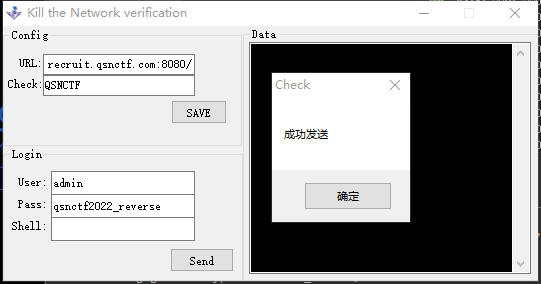 Kill the Network verification
Config
URL: recruit.qsnctf.com:8080/
Check: QSNCTF
SAVE
Login
User: admin
Pass: qsnctf2022_reverse
Shell:
Send
Data
Check
成功发送
确定